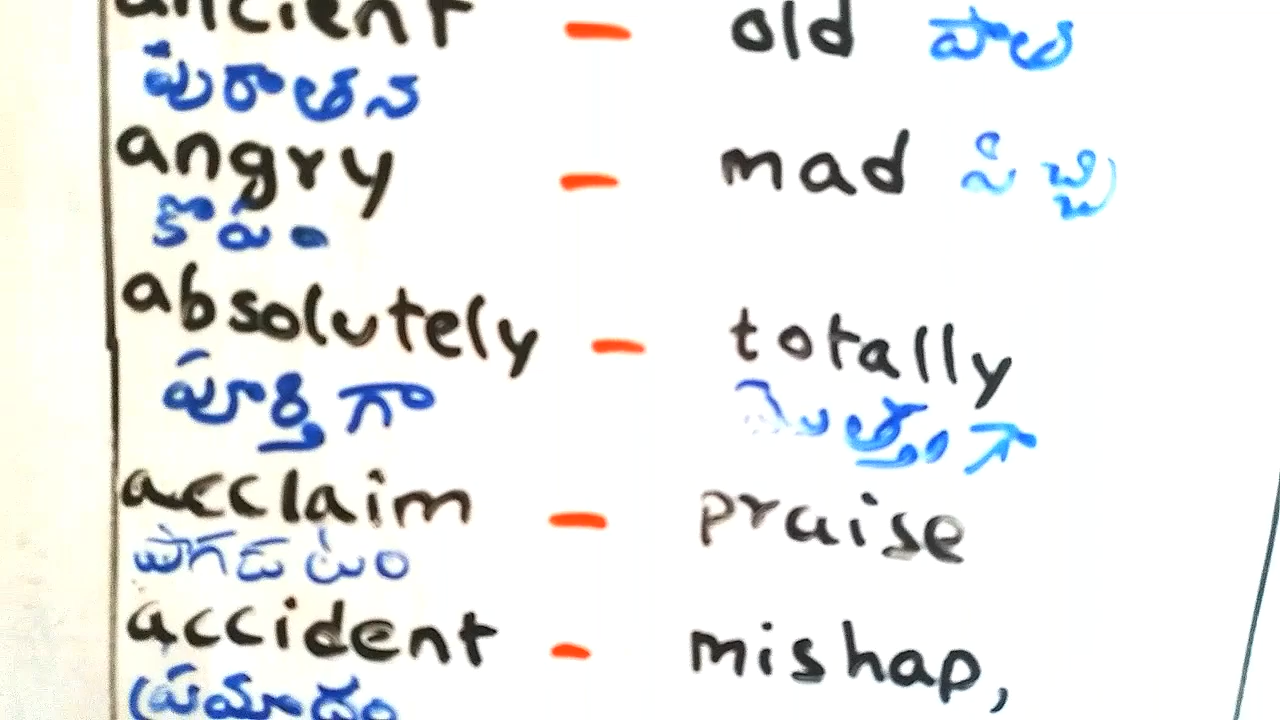 ancient - old పాత
పురాతన
angry - mad పిచ్చి
కోపం
absolutely - totally
పూర్తిగా మొత్తంగా
acclaim - praise
పొగడటం
accident - mishap,
ప్రమాదం